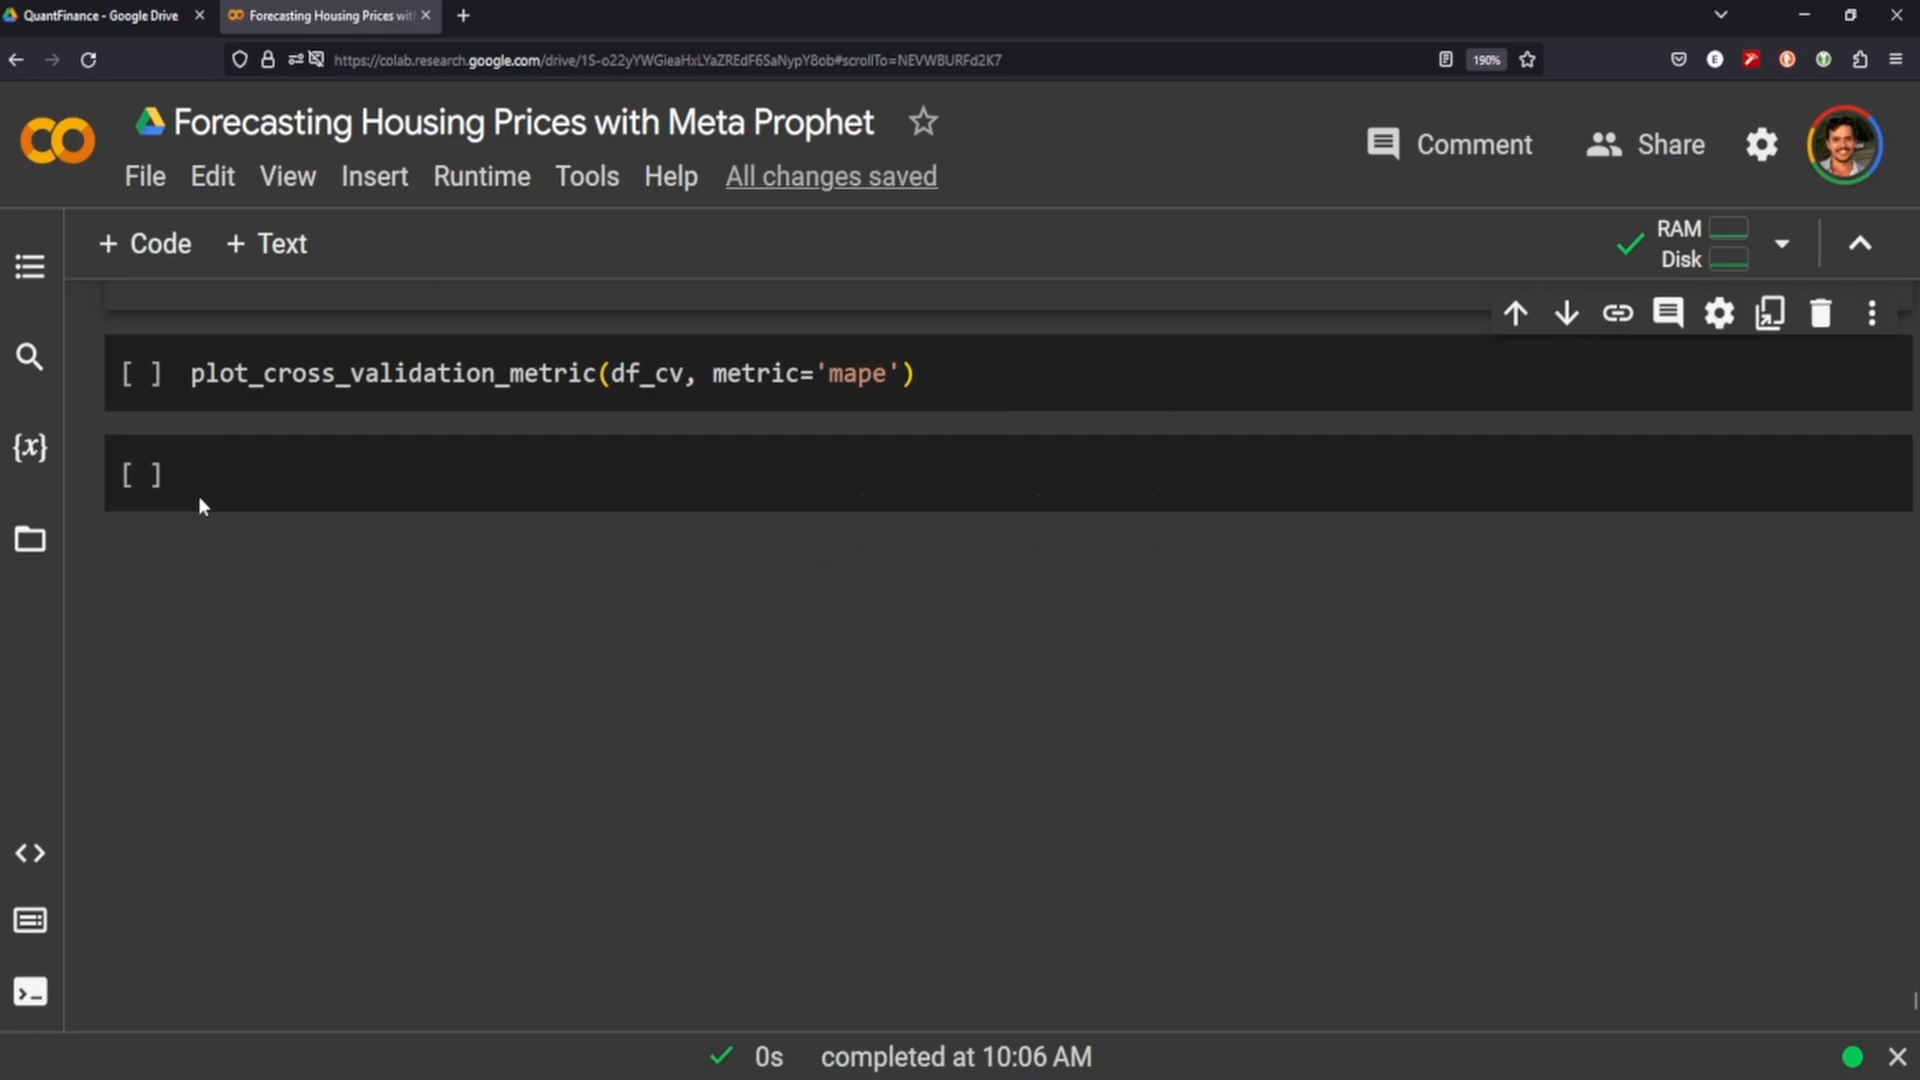 QuantFinance - Google Drive
Forecasting Housing Prices wit
https://colab.research.google.com/drive/1S-o22yYWGieaHxLYaZREdF6SaNypY8ob#scrollTo=NEVWBURFd2K7
190%
Forecasting Housing Prices with Meta Prophet
Comment
Share
File Edit View Insert Runtime Tools Help All changes saved
+ Code + Text
RAM
Disk
[ ] plot_cross_validation_metric(df_cv, metric='mape')
[ ]
0s completed at 10:06 AM